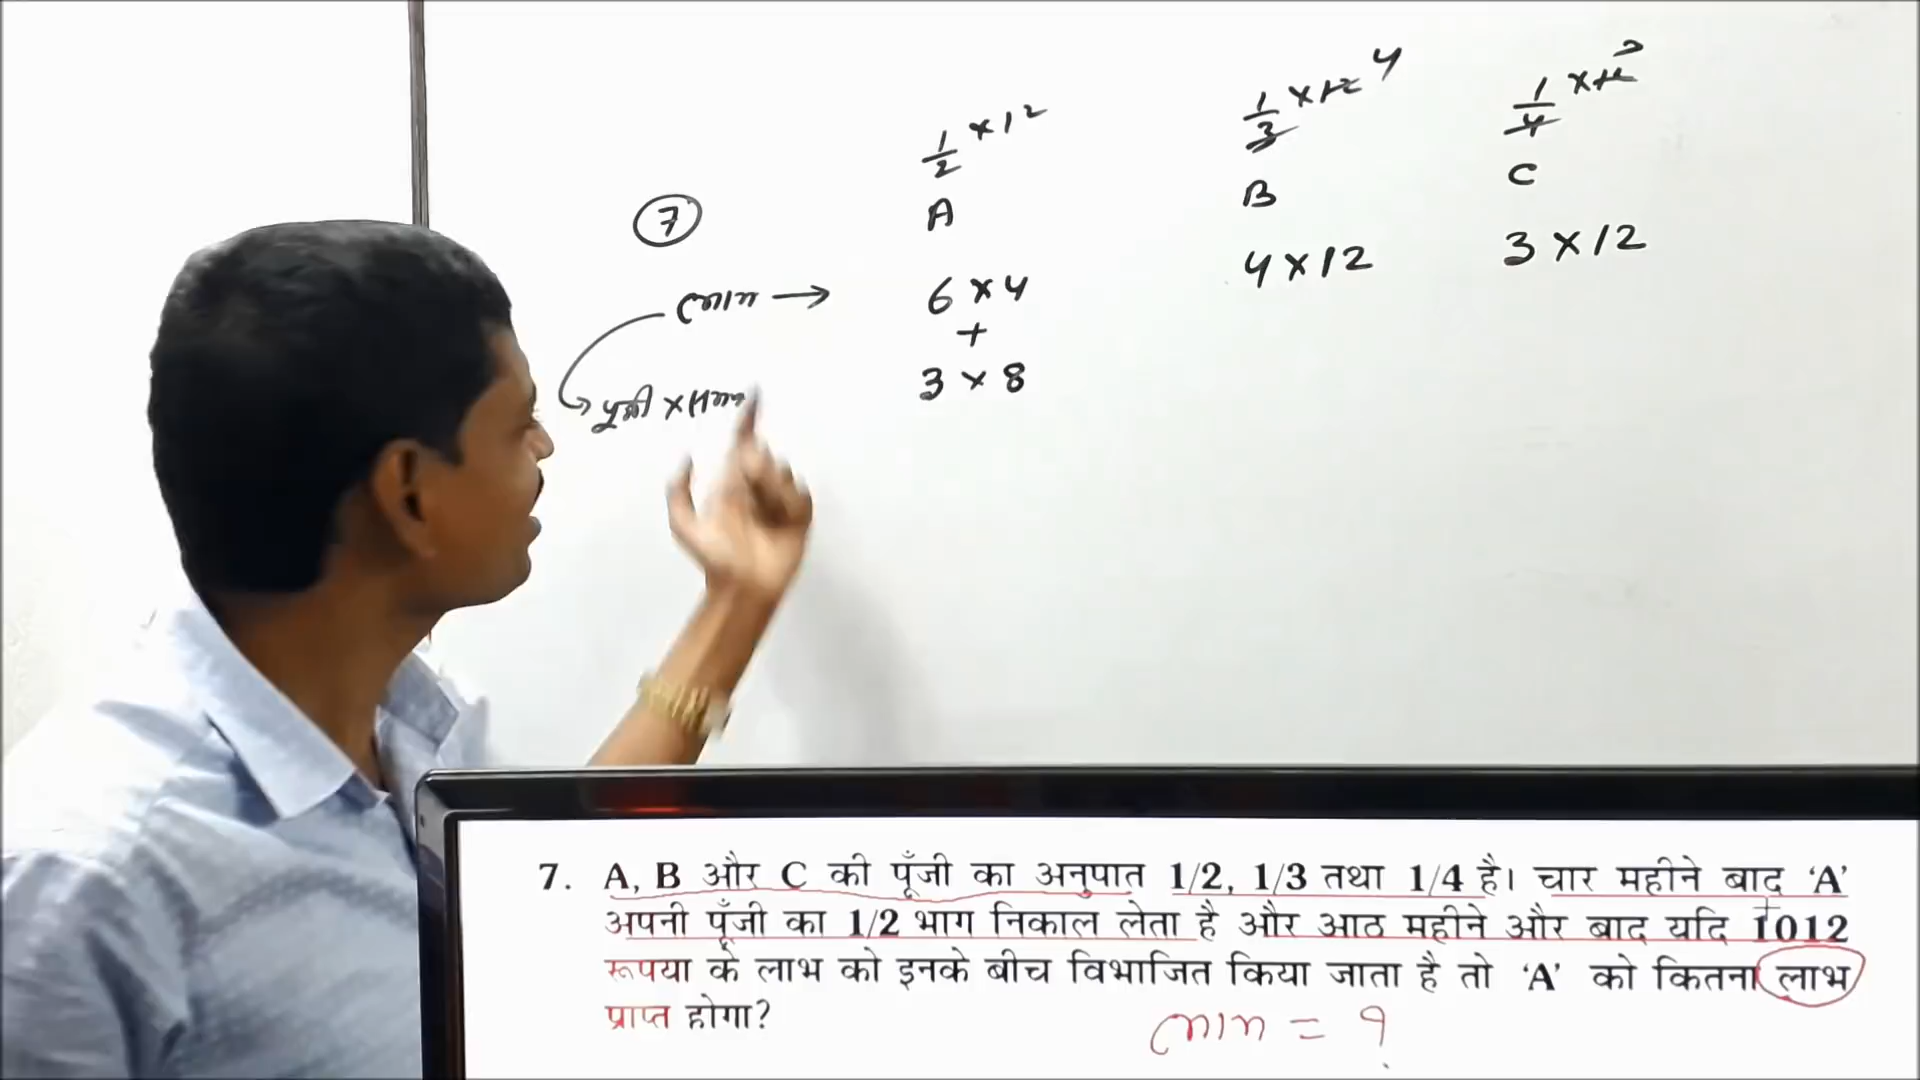 1/2 × 12
1/3 × 12 4
1/4 × 12 3
7
A
B
C
लाभ → 6 × 4
4 × 12
3 × 12
+
पूँजी × समय
3 × 8
7. A, B और C की पूँजी का अनुपात 1/2, 1/3 तथा 1/4 है। चार महीने बाद ‘A’
अपनी पूँजी का 1/2 भाग निकाल लेता है और आठ महीने और बाद यदि 1012
रूपया के लाभ को इनके बीच विभाजित किया जाता है तो ‘A’ को कितना लाभ
प्राप्त होगा?
लाभ = ?